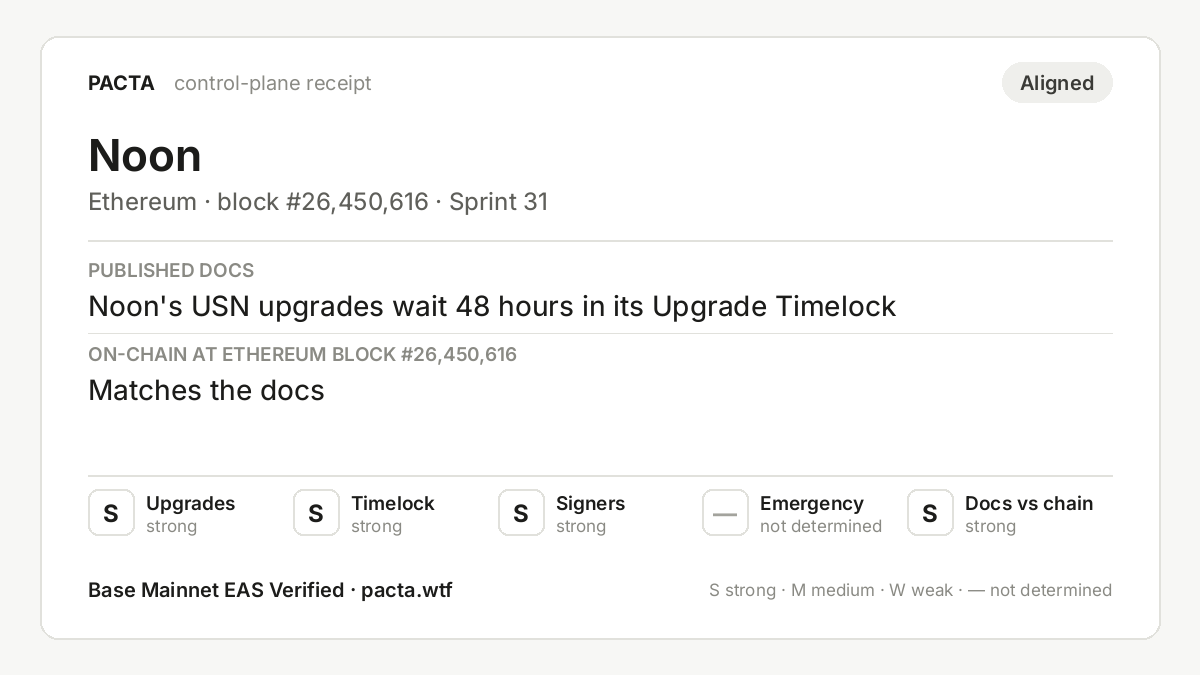 PACTA control-plane receipt Aligned
Noon
Ethereum · block #26,450,616 · Sprint 31
PUBLISHED DOCS
Noon's USN upgrades wait 48 hours in its Upgrade Timelock
ON-CHAIN AT ETHEREUM BLOCK #26,450,616
Matches the docs
S Upgrades strong
S Timelock strong
S Signers strong
— Emergency not determined
S Docs vs chain strong
Base Mainnet EAS Verified · pacta.wtf
S strong · M medium · W weak · — not determined